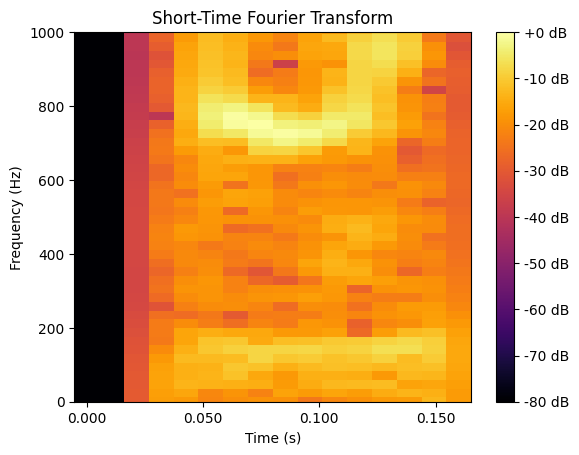 Short-Time Fourier Transform
1000
800
600
400
200
0
Frequency (Hz)
0.000
0.050
0.100
0.150
Time (s)
+0 dB
-10 dB
-20 dB
-30 dB
-40 dB
-50 dB
-60 dB
-70 dB
-80 dB